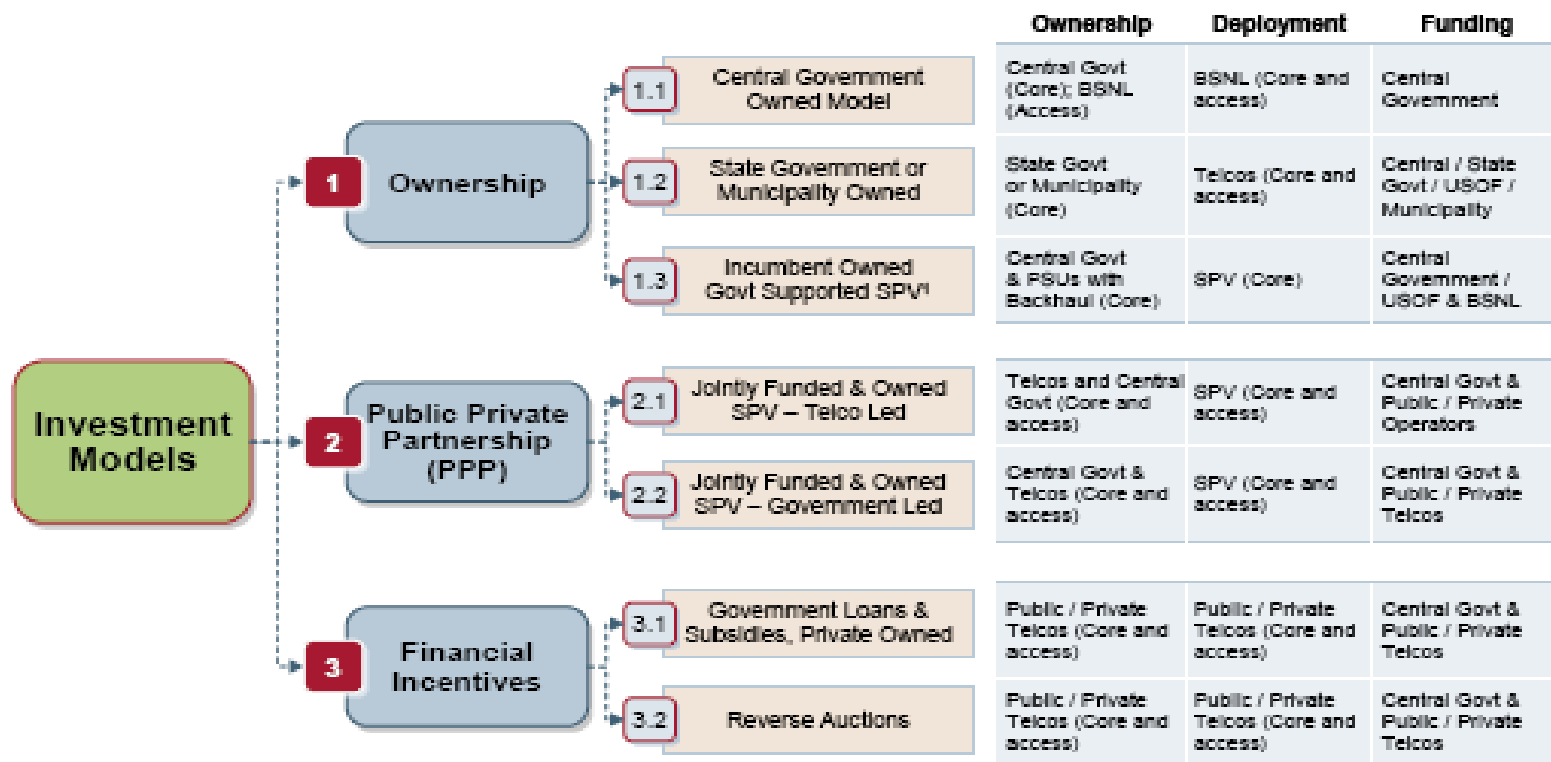 Ownership Deployment Funding
Investment
Models
1
Ownership
1.1
Central Government
Owned Model
Central Govt
(Core); BSNL
(Access)
BSNL (Core and
access)
Central
Government
1.2
State Government or
Municipality Owned
State Govt
or Municipality
(Core)
Telcos (Core and
access)
Central / State
Govt / USOF /
Municipality
1.3
Incumbent Owned
Govt Supported SPV¹
Central Govt
& PSUs with
Backhaul (Core)
SPV (Core)
Central
Government /
USOF & BSNL
2
Public Private
Partnership
(PPP)
2.1
Jointly Funded & Owned
SPV – Telco Led
Telcos and Central
Govt (Core and
access)
SPV (Core and
access)
Central Govt &
Public / Private
Operators
2.2
Jointly Funded & Owned
SPV – Government Led
Central Govt &
Telcos (Core and
access)
SPV (Core and
access)
Central Govt &
Public / Private
Telcos
3
Financial
Incentives
3.1
Government Loans &
Subsidies, Private Owned
Public / Private
Telcos (Core and
access)
Public / Private
Telcos (Core and
access)
Central Govt &
Public / Private
Telcos
3.2
Reverse Auctions
Public / Private
Telcos (Core and
access)
Public / Private
Telcos (Core and
access)
Central Govt &
Public / Private
Telcos